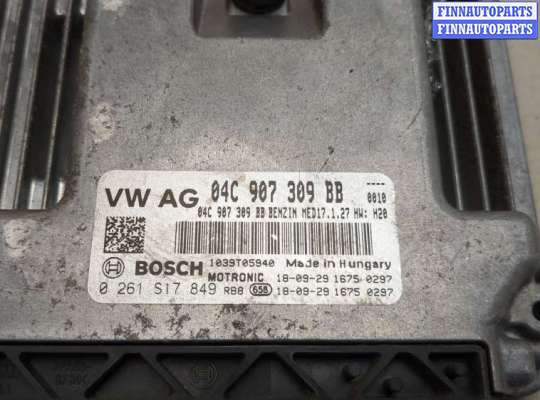 FINNAUTOPARTS
FINNAUTOPARTS
VW AG 04C 907 309 BB 0010
04C 907 309 BB BENZIN MED17.1.27 HW: H20
BOSCH 1039T05940 Made in Hungary
MOTRONIC 18-09-29 1675 0297
0 261 S17 849 RBB 658 18-09-29 1675 0297